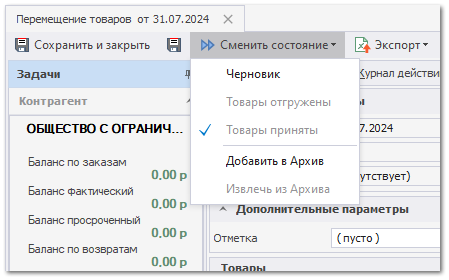 Перемещение товаров от 31.07.2024
Сохранить и закрыть
Сменить состояние
Экспорт
Задачи
Черновик
Журнал действи
Контрагент
Товары отгружены
ОБЩЕСТВО С ОГРАНИЧ...
Товары приняты
7.2024
Баланс по заказам
0,00 р
Добавить в Архив
Баланс фактический
0,00 р
Извлечь из Архива
утствует)
Баланс просроченный
0,00 р
Дополнительные параметры
Баланс по возвратам
0,00 р
Отметка
( пусто )
Товары